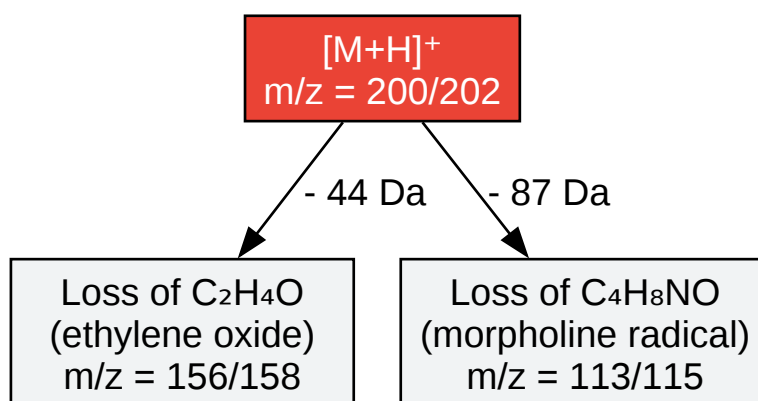 [M+H]⁺
m/z = 200/202
- 44 Da
- 87 Da
Loss of C₂H₄O
(ethylene oxide)
m/z = 156/158
Loss of C₄H₈NO
(morpholine radical)
m/z = 113/115